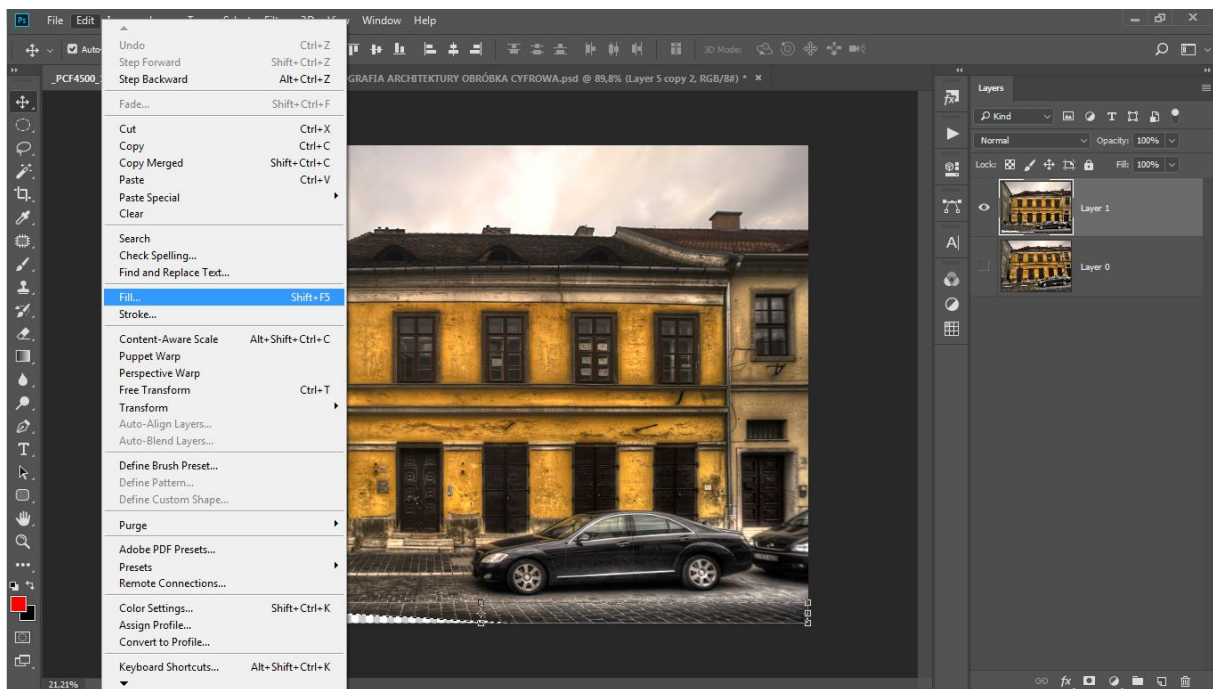 Ps File Edit Window Help
Auto- 3D Mode:
_PCF4500_ GRAFIA ARCHITEKTURY OBRÓBKA CYFROWA.psd @ 89,8% (Layer 5 copy 2, RGB/8#) * ×
Undo Ctrl+Z
Step Forward Shift+Ctrl+Z
Step Backward Alt+Ctrl+Z
Fade... Shift+Ctrl+F
Cut Ctrl+X
Copy Ctrl+C
Copy Merged Shift+Ctrl+C
Paste Ctrl+V
Paste Special
Clear
Search
Check Spelling...
Find and Replace Text...
Fill... Shift+F5
Stroke...
Content-Aware Scale Alt+Shift+Ctrl+C
Puppet Warp
Perspective Warp
Free Transform Ctrl+T
Transform
Auto-Align Layers...
Auto-Blend Layers...
Define Brush Preset...
Define Pattern...
Define Custom Shape...
Purge
Adobe PDF Presets...
Presets
Remote Connections...
Color Settings... Shift+Ctrl+K
Assign Profile...
Convert to Profile...
Keyboard Shortcuts... Alt+Shift+Ctrl+K
21,21%
Layers
Kind
Normal Opacity: 100%
Lock: Fill: 100%
Layer 1
Layer 0